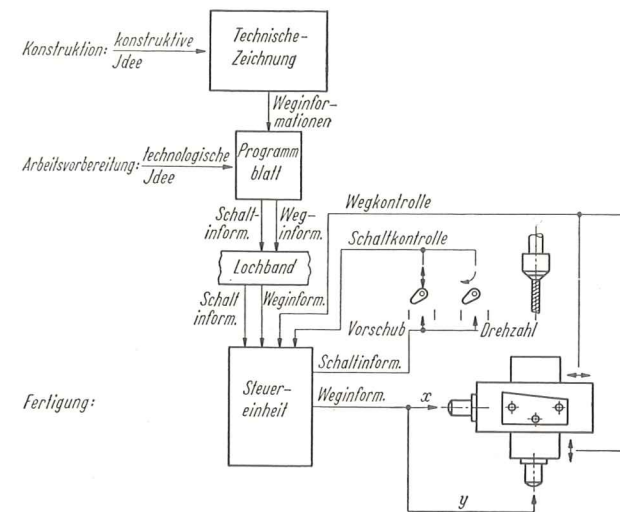 Technische-
Zeichnung
Konstruktion:
konstruktive
Jdee
Weginfor-
mationen
Arbeitsvorbereitung:
technologische
Jdee
Programm
blatt
Schalt-
inform.
Weg-
inform.
Wegkontrolle
Schaltkontrolle
Lochband
Schalt
inform.
Weginform.
Vorschub
Drehzahl
Schaltinform.
Fertigung:
Steuer-
einheit
Weginform.
x
y